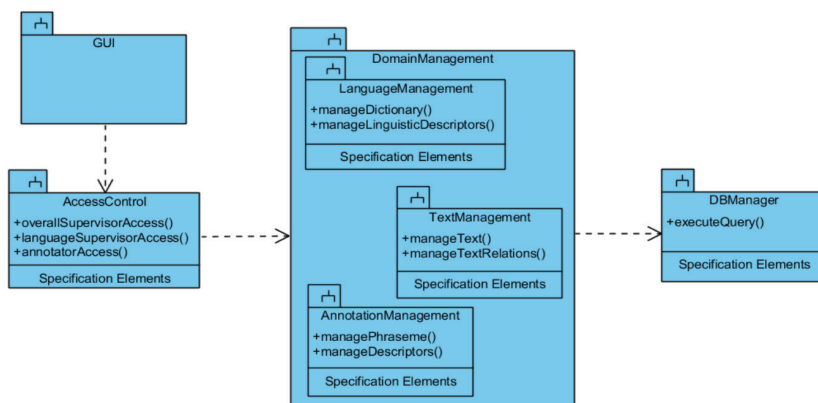 GUI
AccessControl
+overallSupervisorAccess()
+languageSupervisorAccess()
+annotatorAccess()
Specification Elements
DomainManagement
LanguageManagement
+manageDictionary()
+manageLinguisticDescriptors()
Specification Elements
TextManagement
+manageText()
+manageTextRelations()
Specification Elements
AnnotationManagement
+managePhraseme()
+manageDescriptors()
Specification Elements
DBManager
+executeQuery()
Specification Elements